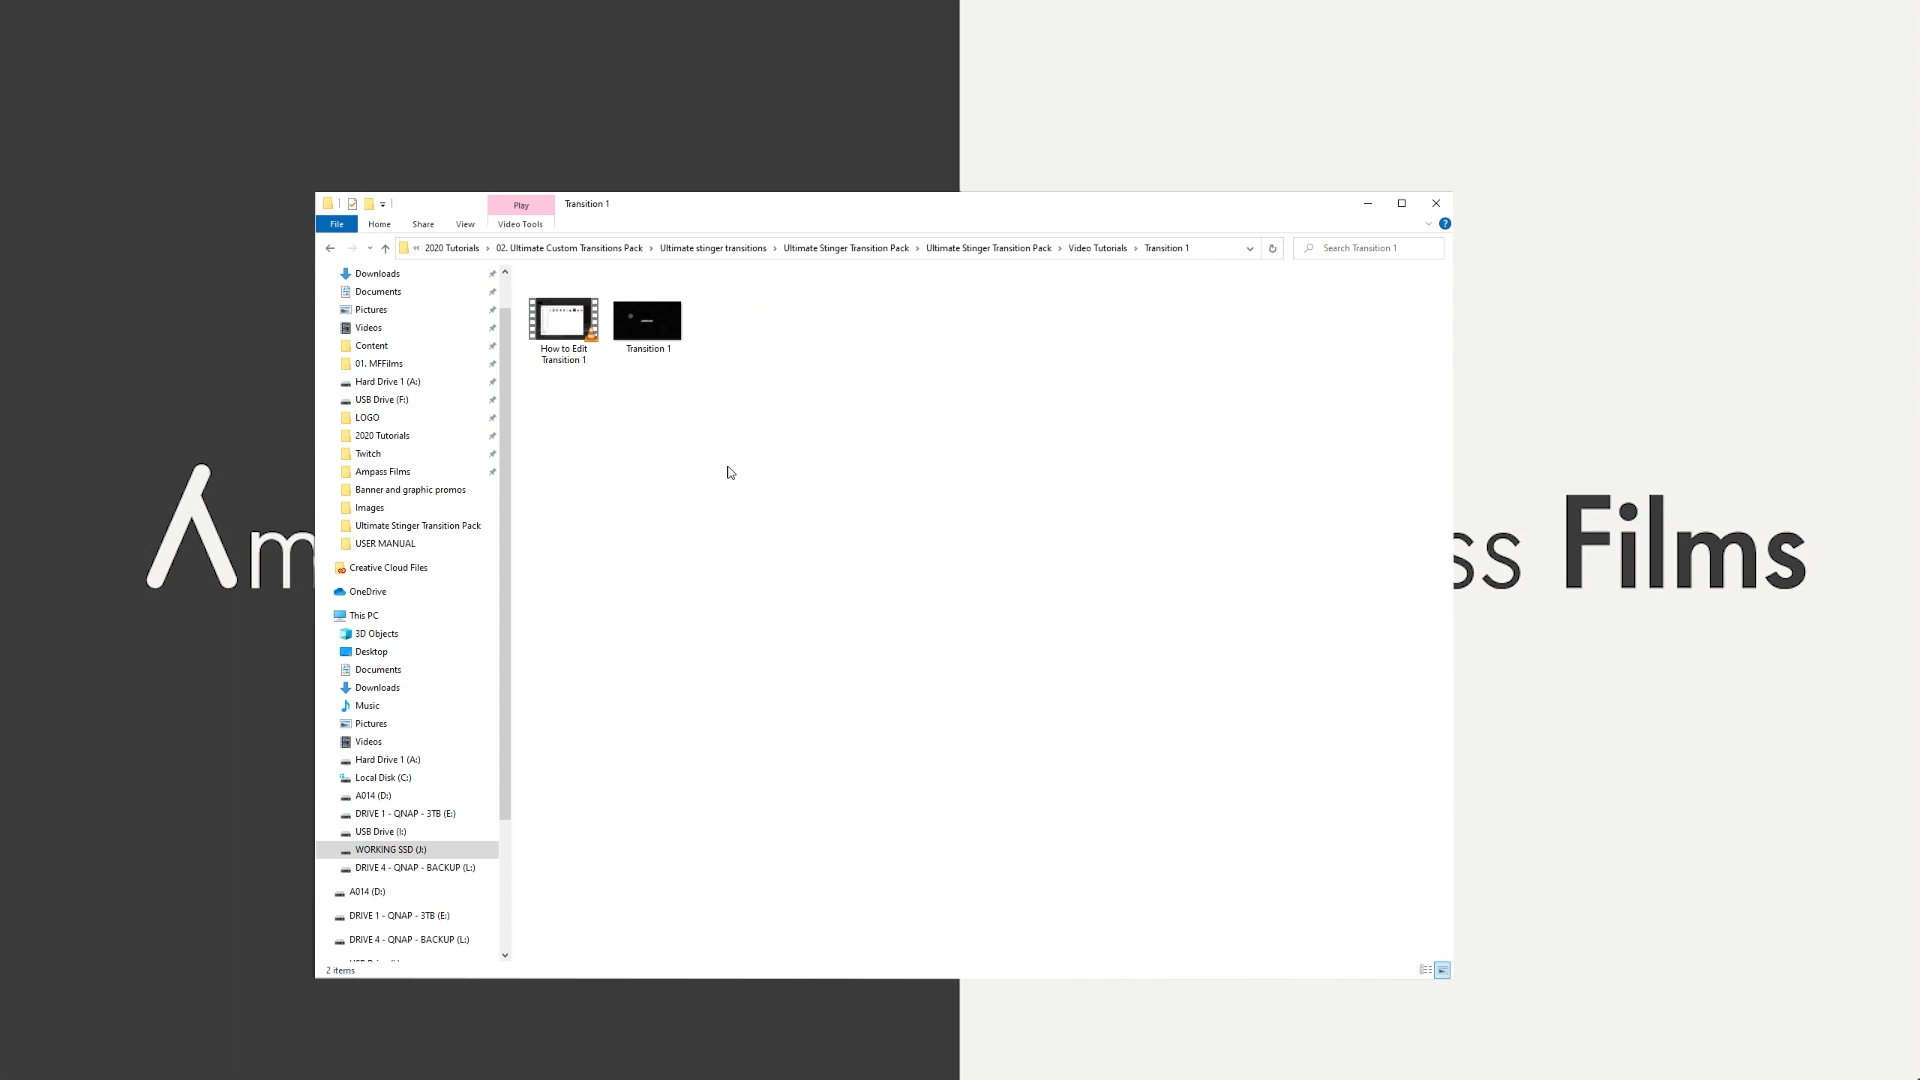 Play
Transition 1
File
Home
Share
View
Video Tools
2020 Tutorials
02. Ultimate Custom Transitions Pack
Ultimate stinger transitions
Ultimate Stinger Transition Pack
Ultimate Stinger Transition Pack
Video Tutorials
Transition 1
Search Transition 1
Downloads
Documents
Pictures
Videos
Content
01. MFFilms
Hard Drive 1 (A:)
USB Drive (F:)
LOGO
2020 Tutorials
Twitch
Ampass Films
Banner and graphic promos
Images
Ultimate Stinger Transition Pack
USER MANUAL
Creative Cloud Files
OneDrive
This PC
3D Objects
Desktop
Documents
Downloads
Music
Pictures
Videos
Hard Drive 1 (A:)
Local Disk (C:)
A014 (D:)
DRIVE 1 - QNAP - 3TB (E:)
USB Drive (I:)
WORKING SSD (J:)
DRIVE 4 - QNAP - BACKUP (L:)
A014 (D:)
DRIVE 1 - QNAP - 3TB (E:)
DRIVE 4 - QNAP - BACKUP (L:)
2 items
How to Edit
Transition 1
Transition 1
Am
ss Films